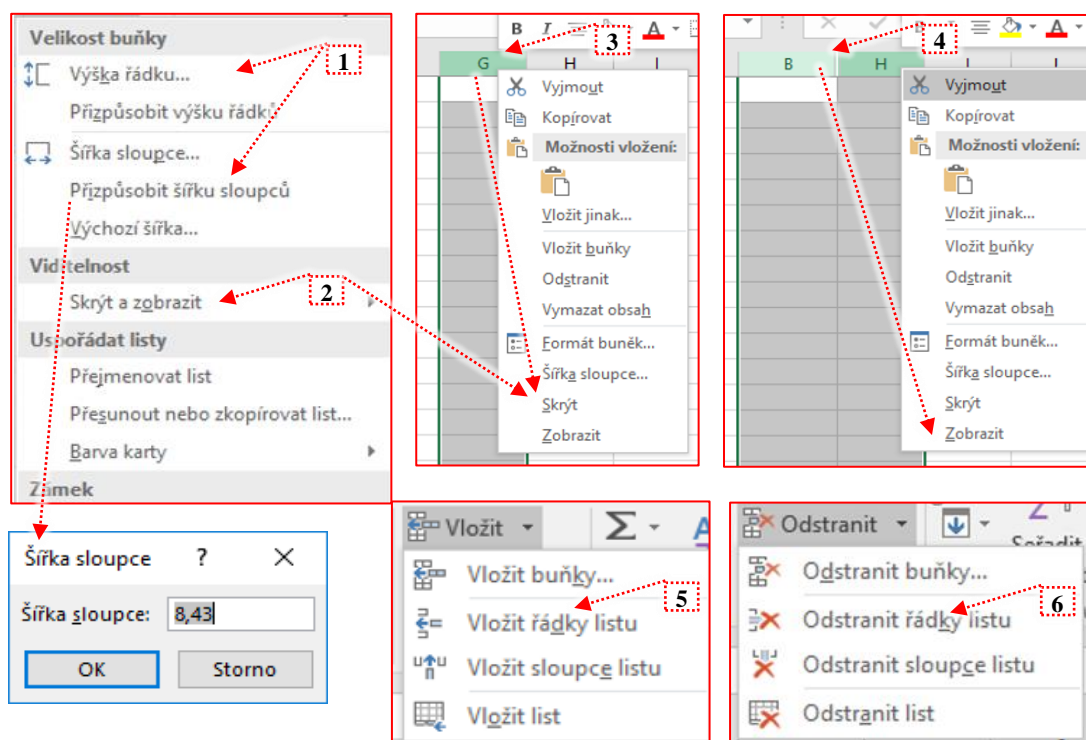 Velikost buňky
1
Výška řádku...
Přizpůsobit výšku řádků
Šířka sloupce...
Přizpůsobit šířku sloupců
Výchozí šířka...
Viditelnost
Skrýt a zobrazit
2
Uspořádat listy
Přejmenovat list
Přesunout nebo zkopírovat list...
Barva karty
Zámek
B I A
3
G H I
Vyjmout
Kopírovat
Možnosti vložení:
Vložit jinak...
Vložit buňky
Odstranit
Vymazat obsah
Formát buněk...
Šířka sloupce...
Skrýt
Zobrazit
A
4
B H I
Vyjmout
Kopírovat
Možnosti vložení:
Vložit jinak...
Vložit buňky
Odstranit
Vymazat obsah
Formát buněk...
Šířka sloupce...
Skrýt
Zobrazit
Šířka sloupce ?
Šířka sloupce: 8,43
OK Storno
Vložit Σ
Vložit buňky...
5
Vložit řádky listu
Vložit sloupce listu
Vložit list
Odstranit
Odstranit buňky...
6
Odstranit řádky listu
Odstranit sloupce listu
Odstranit list